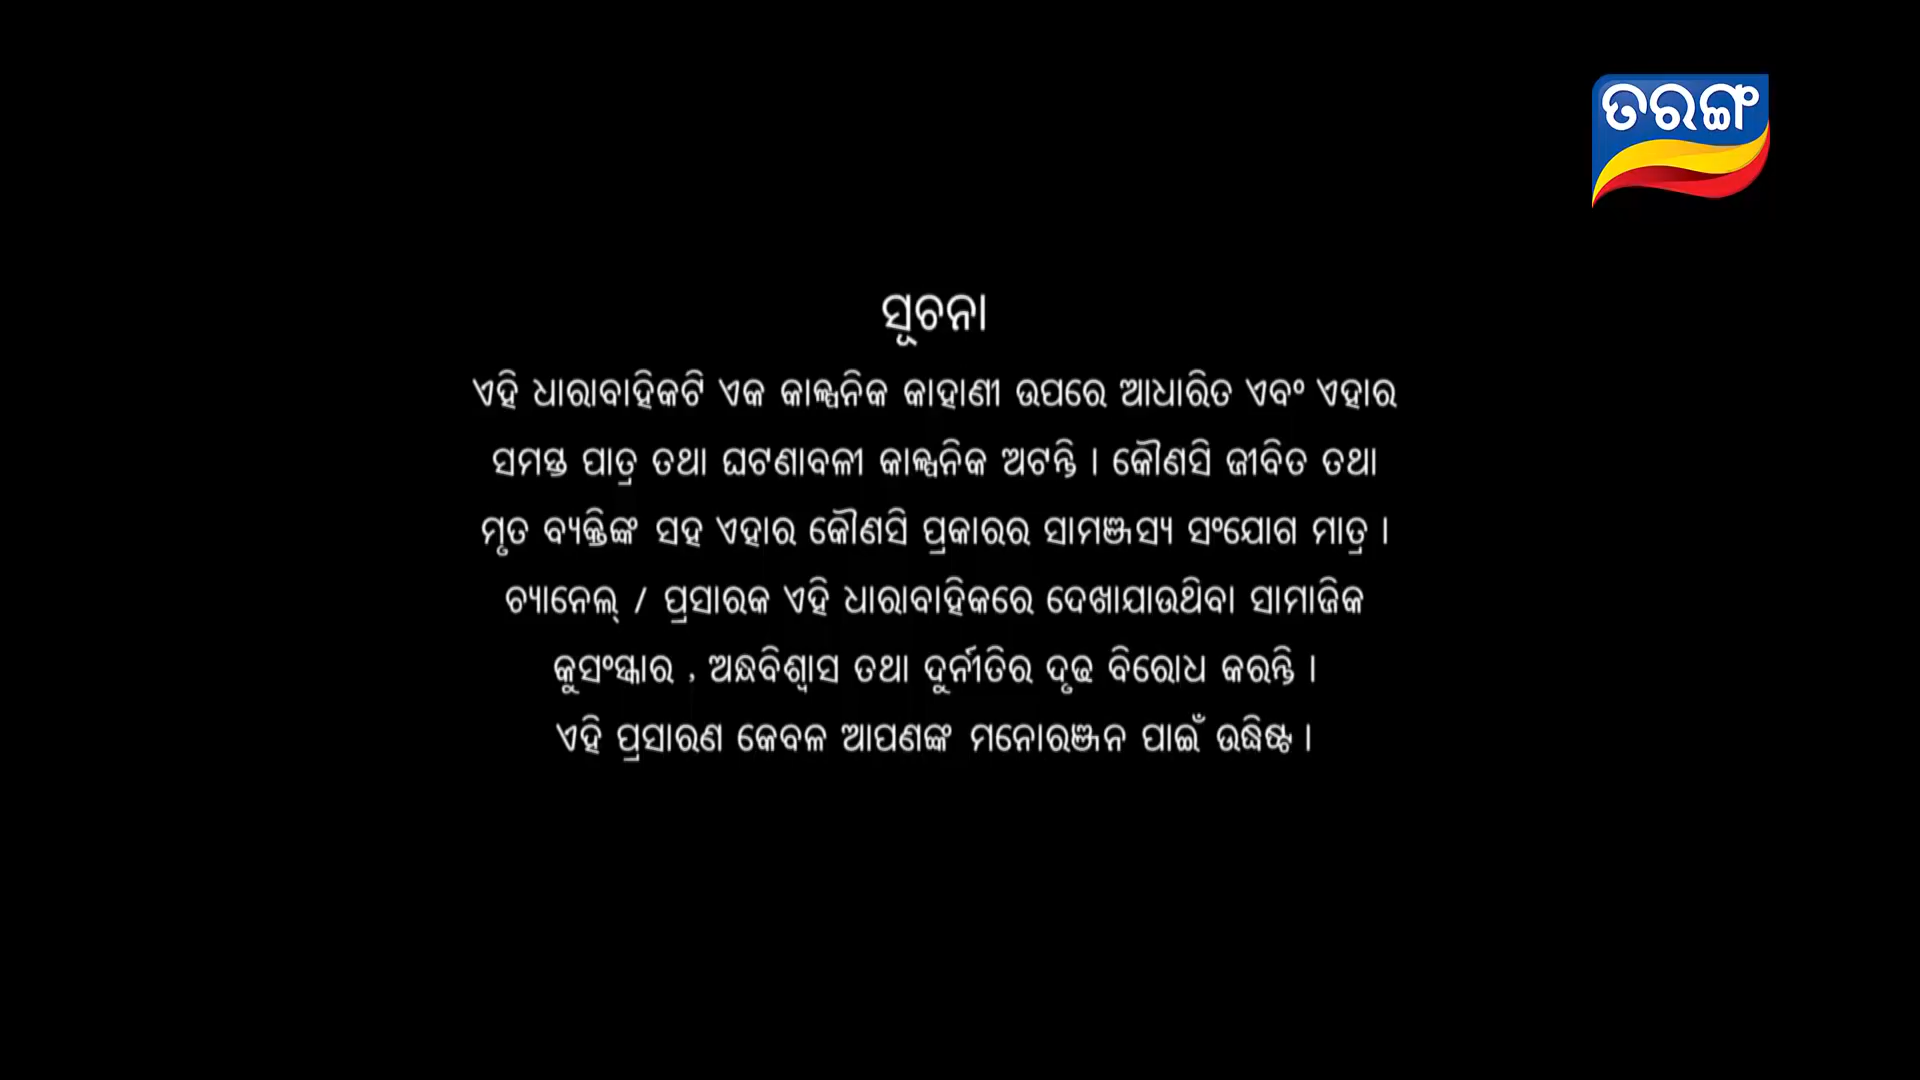 ତରଙ୍ଗ
ସୂଚନା
ଏହି ଧାରାବାହିକଟି ଏକ କାଳ୍ପନିକ କାହାଣୀ ଉପରେ ଆଧାରିତ ଏବଂ ଏହାର
ସମସ୍ତ ପାତ୍ର ତଥା ଘଟଣାବଳୀ କାଳ୍ପନିକ ଅଟନ୍ତି । କୌଣସି ଜୀବିତ ତଥା
ମୃତ ବ୍ୟକ୍ତିଙ୍କ ସହ ଏହାର କୌଣସି ପ୍ରକାରର ସାମଞ୍ଜସ୍ୟ ସଂଯୋଗ ମାତ୍ର ।
ଚ୍ୟାନେଲ୍ / ପ୍ରସାରକ ଏହି ଧାରାବାହିକରେ ଦେଖାଯାଉଥିବା ସାମାଜିକ
କୁସଂସ୍କାର , ଅନ୍ଧବିଶ୍ୱାସ ତଥା ଦୁର୍ନୀତିର ଦୃଢ ବିରୋଧ କରନ୍ତି ।
ଏହି ପ୍ରସାରଣ କେବଳ ଆପଣଙ୍କ ମନୋରଞ୍ଜନ ପାଇଁ ଉଦ୍ଧିଷ୍ଟ ।